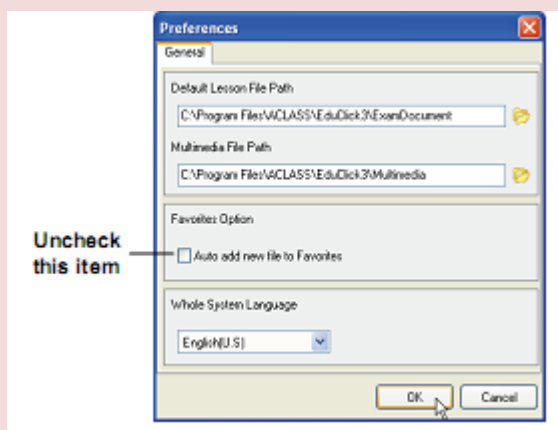 Preferences
General
Default Lesson File Path
C:\Program Files\ACLASS\EduClick3\ExamDocument
Multimedia File Path
C:\Program Files\ACLASS\EduClick3\Multimedia
Favorites Option
Uncheck
this item
Auto add new file to Favorites
Whole System Language
English(U.S)
OK
Cancel